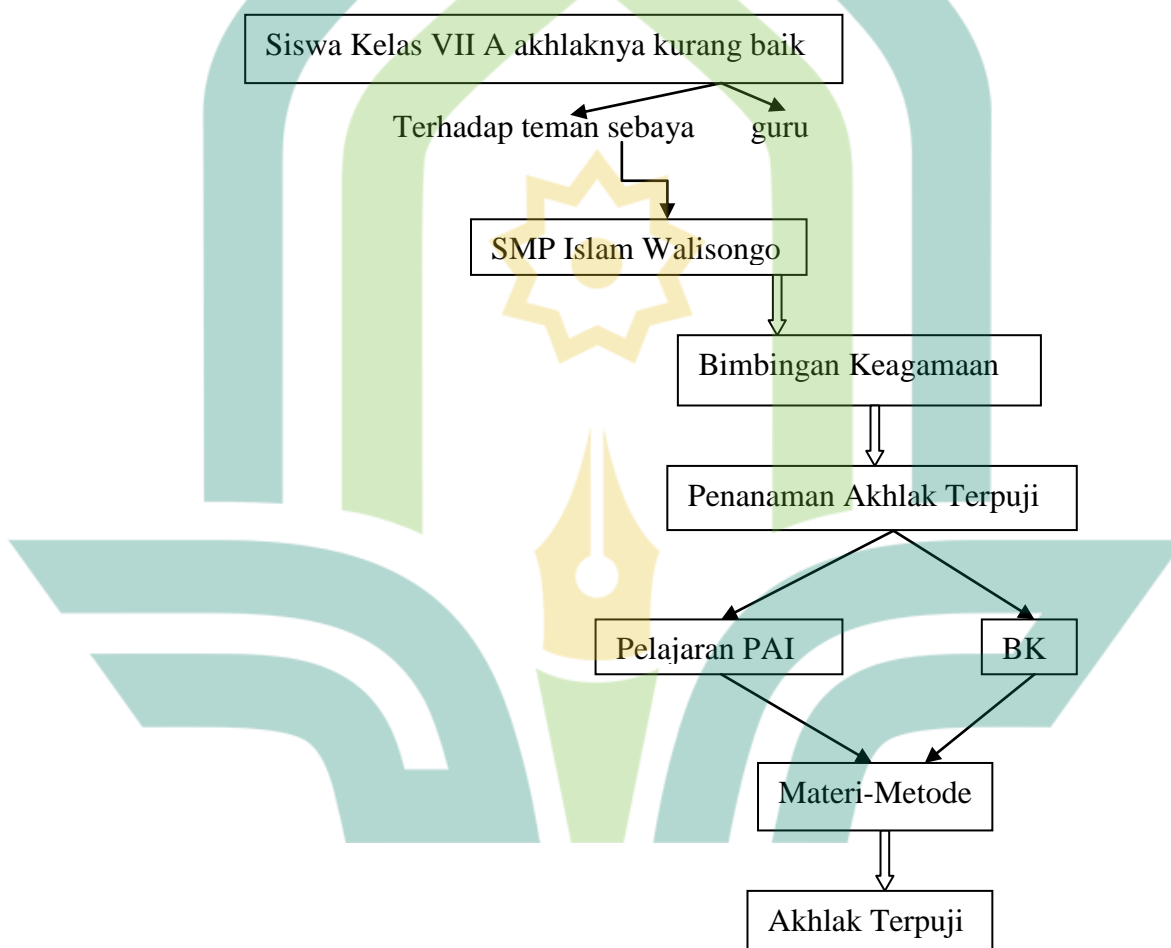 Siswa Kelas VII A akhlaknya kurang baik
Terhadap teman sebaya guru
SMP Islam Walisongo
Bimbingan Keagamaan
Penanaman Akhlak Terpuji
Pelajaran PAI BK
Materi-Metode
Akhlak Terpuji